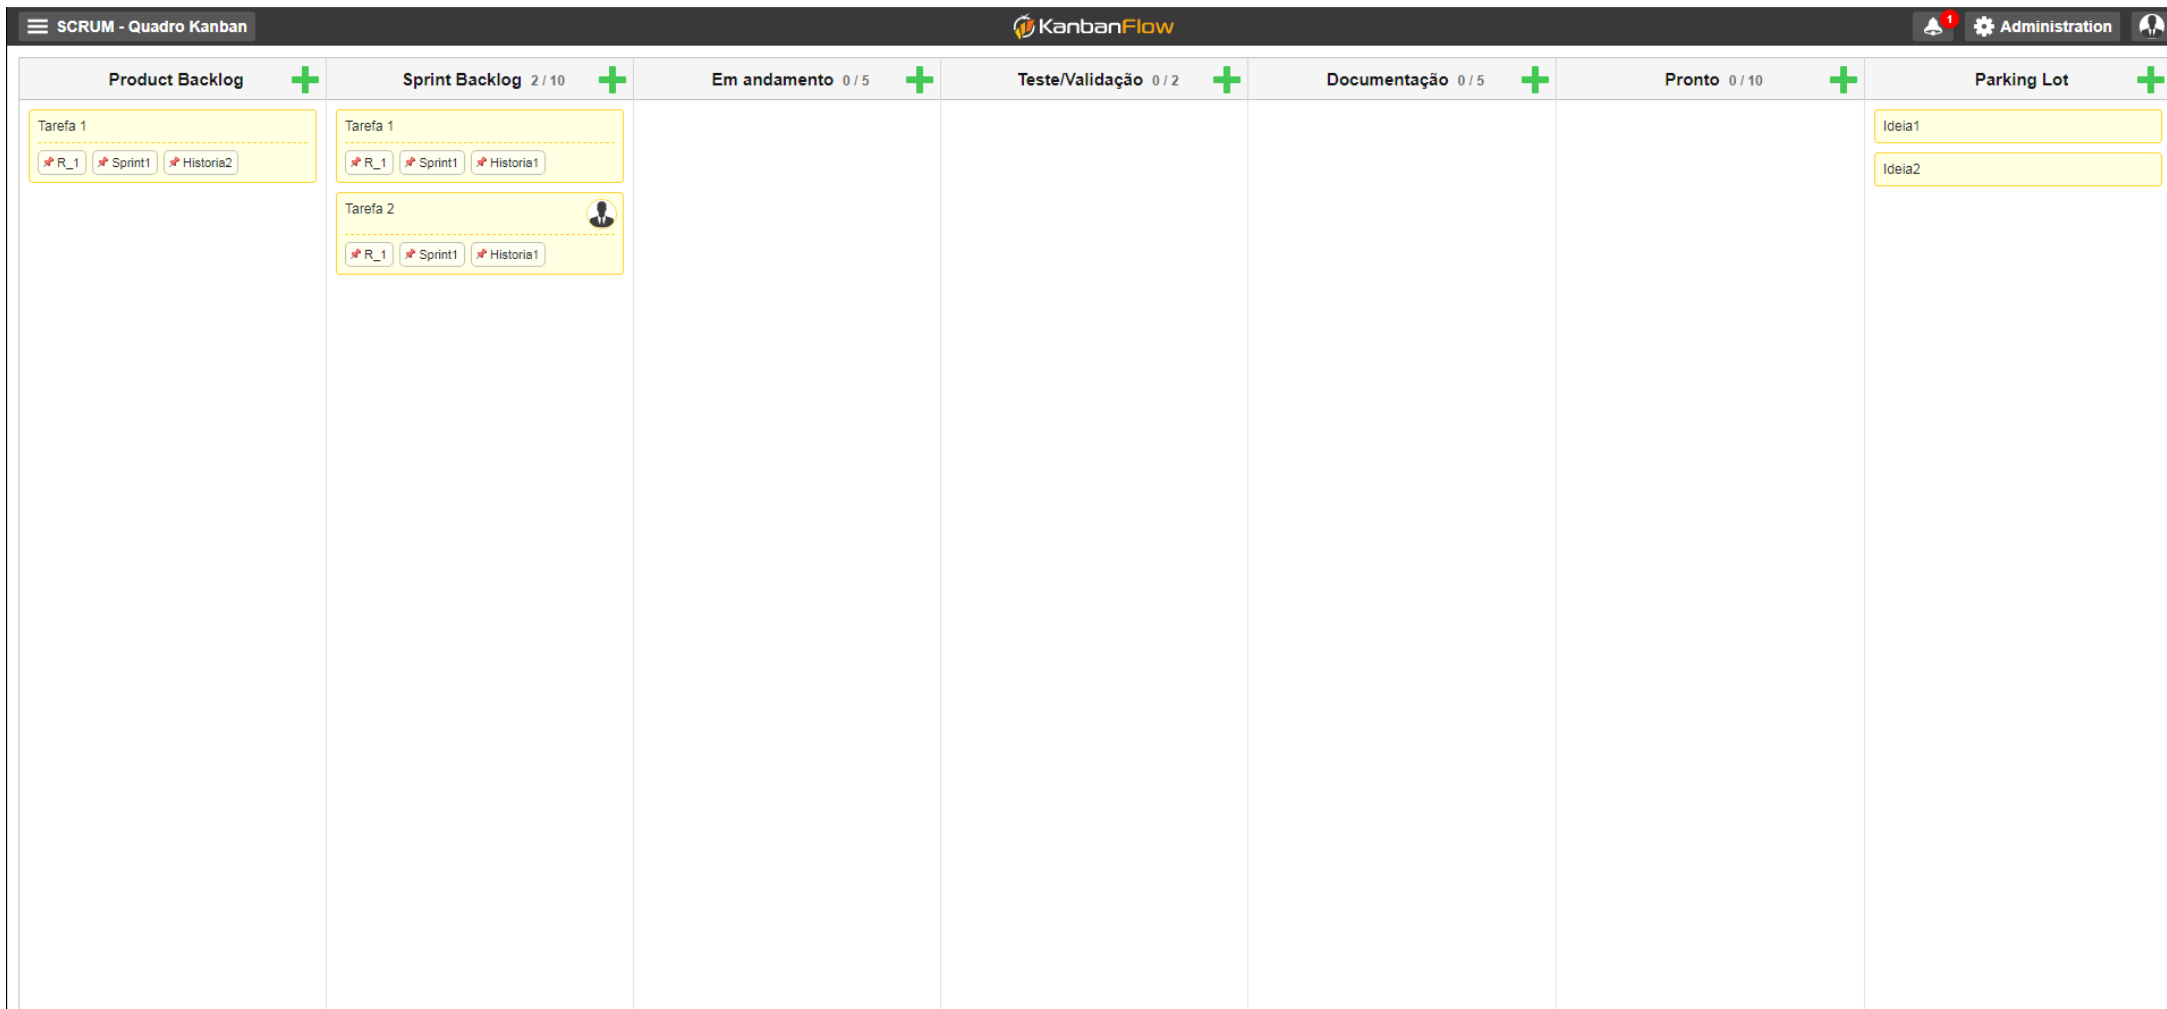 SCRUM - Quadro Kanban
KanbanFlow
1
Administration
Product Backlog
Sprint Backlog 2 / 10
Em andamento 0 / 5
Teste/Validação 0 / 2
Documentação 0 / 5
Pronto 0 / 10
Parking Lot
Tarefa 1
R_1 Sprint1 Historia2
Tarefa 1
R_1 Sprint1 Historia1
Tarefa 2
R_1 Sprint1 Historia1
Ideia1
Ideia2